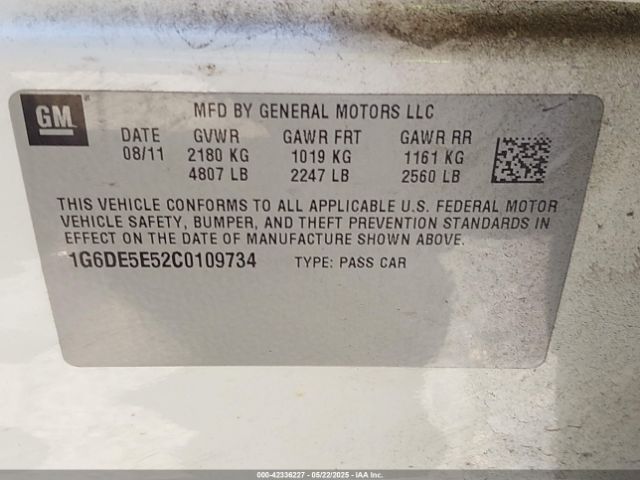 GM
MFD BY GENERAL MOTORS LLC
DATE GVWR GAWR FRT GAWR RR
08/11 2180 KG 1019 KG 1161 KG
4807 LB 2247 LB 2560 LB
THIS VEHICLE CONFORMS TO ALL APPLICABLE U.S. FEDERAL MOTOR
VEHICLE SAFETY, BUMPER, AND THEFT PREVENTION STANDARDS IN
EFFECT ON THE DATE OF MANUFACTURE SHOWN ABOVE.
1G6DE5E52C0109734 TYPE: PASS CAR
000-42336227 - 05/22/2025 - IAAI Inc.